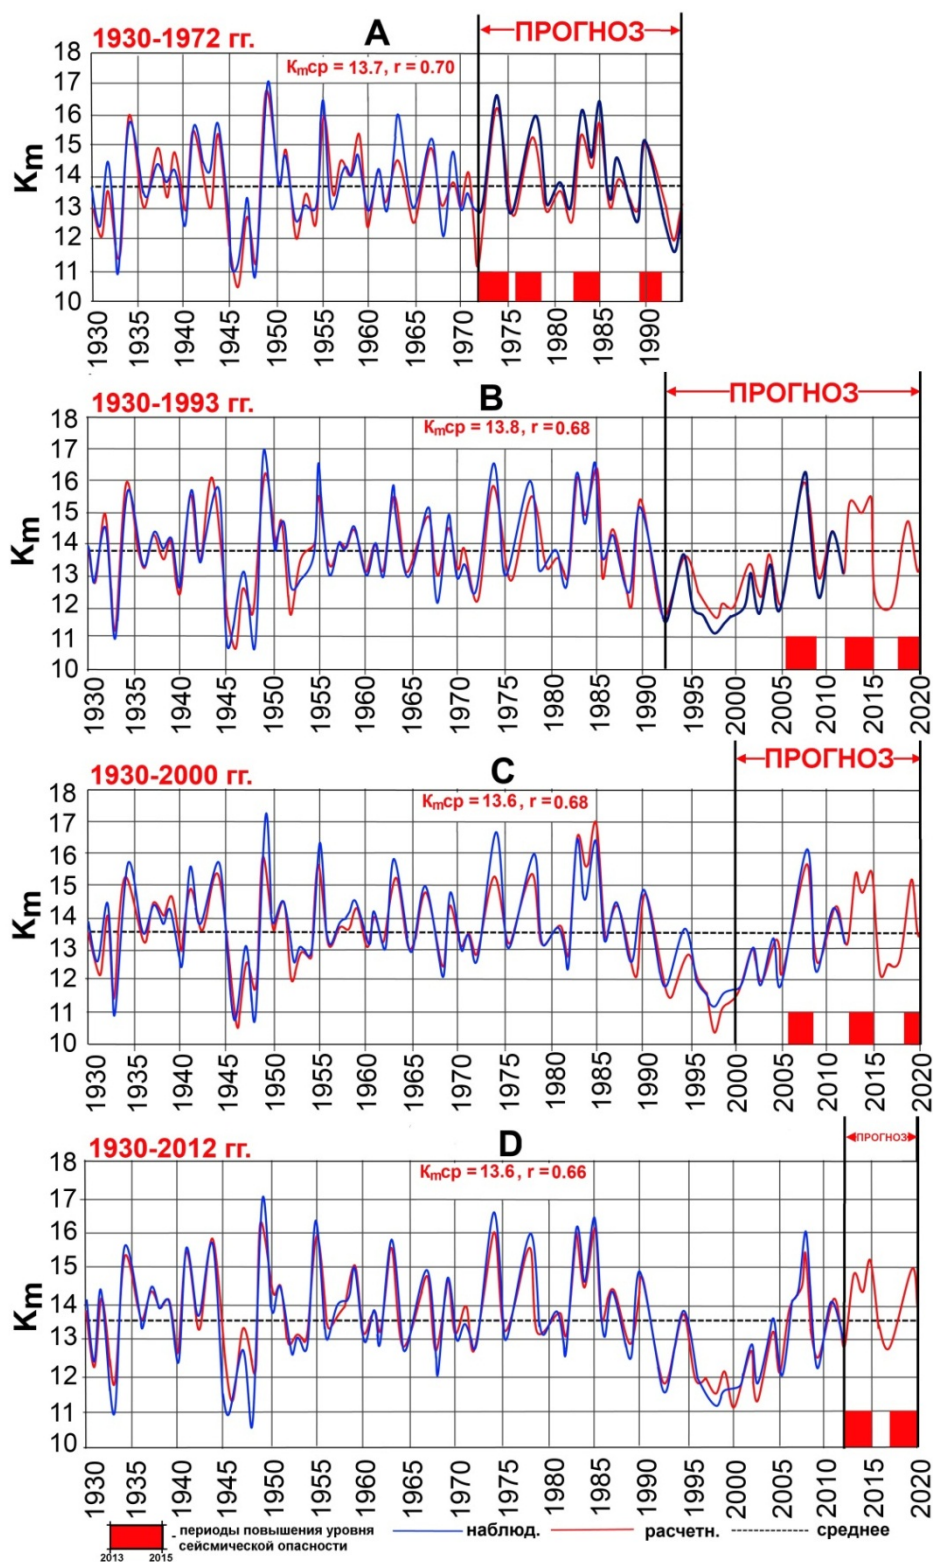 1930-1972 гг.
A
ПРОГНОЗ
Kmср = 13.7, r = 0.70
Km
18
17
16
15
14
13
12
11
10
1930 1935 1940 1945 1950 1955 1960 1965 1970 1975 1980 1985 1990
1930-1993 гг.
B
ПРОГНОЗ
Kmср = 13.8, r = 0.68
Km
18
17
16
15
14
13
12
11
10
1930 1935 1940 1945 1950 1955 1960 1965 1970 1975 1980 1985 1990 1995 2000 2005 2010 2015 2020
1930-2000 гг.
C
ПРОГНОЗ
Kmср = 13.6, r = 0.68
Km
18
17
16
15
14
13
12
11
10
1930 1935 1940 1945 1950 1955 1960 1965 1970 1975 1980 1985 1990 1995 2000 2005 2010 2015 2020
1930-2012 гг.
D
ПРОГНОЗ
Kmср = 13.6, r = 0.66
Km
18
17
16
15
14
13
12
11
10
1930 1935 1940 1945 1950 1955 1960 1965 1970 1975 1980 1985 1990 1995 2000 2005 2010 2015 2020
2013 2015
- периоды повышения уровня
сейсмической опасности
наблюд.
расчетн.
среднее